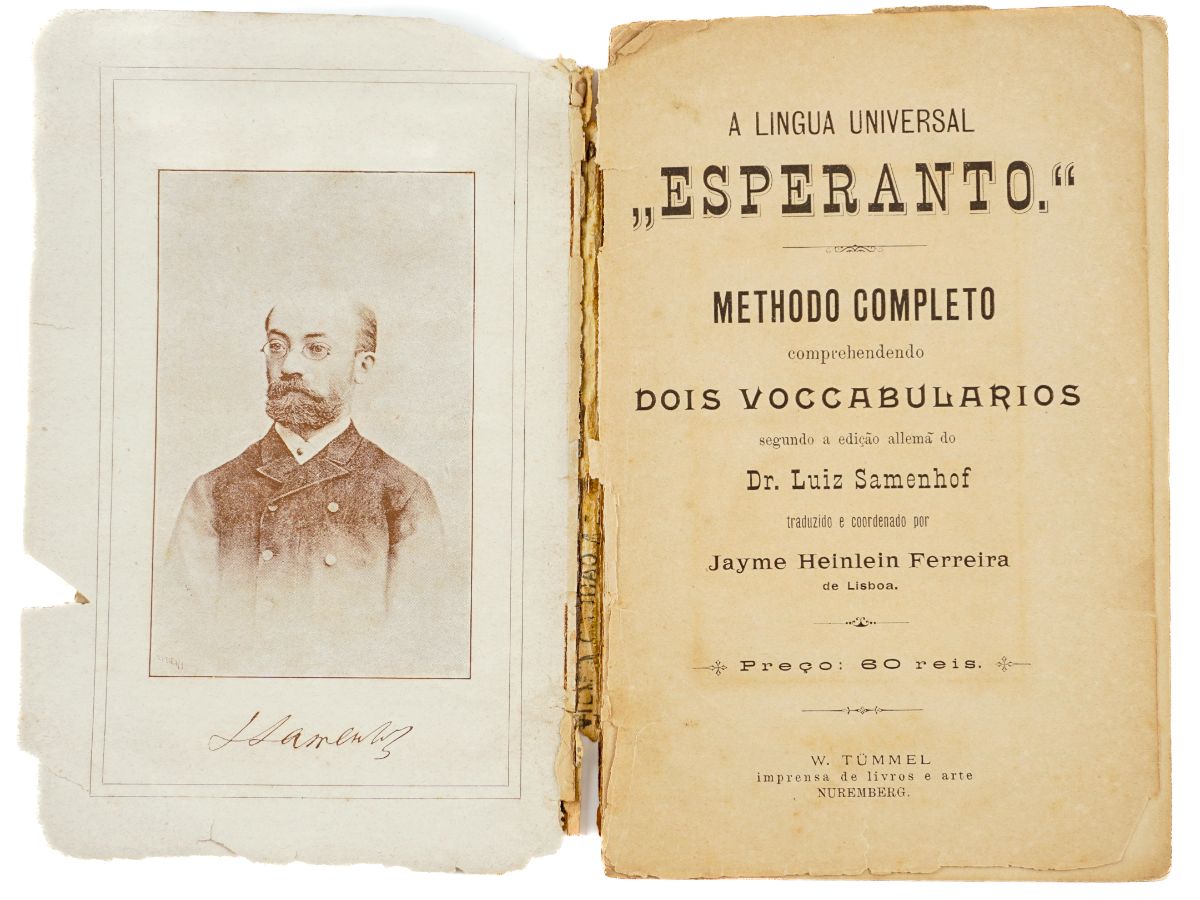 LSamenhof
A LINGUA UNIVERSAL
„ESPERANTO.“
METHODO COMPLETO
comprehendendo
DOIS VOCCABULARIOS
segundo a edição allemã do
Dr. Luiz Samenhof
traduzido e coordenado por
Jayme Heinlein Ferreira
de Lisboa.
Preço: 60 reis.
W. TÜMMEL
imprensa de livros e arte
NUREMBERG.